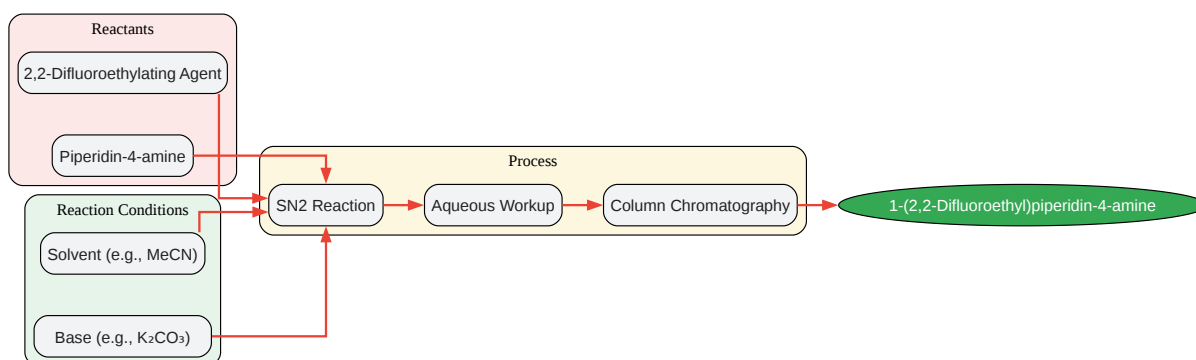 Reactants
2,2-Difluoroethylating Agent
Piperidin-4-amine
Reaction Conditions
Solvent (e.g., MeCN)
Base (e.g., K₂CO₃)
Process
SN2 Reaction
Aqueous Workup
Column Chromatography
1-(2,2-Difluoroethyl)piperidin-4-amine